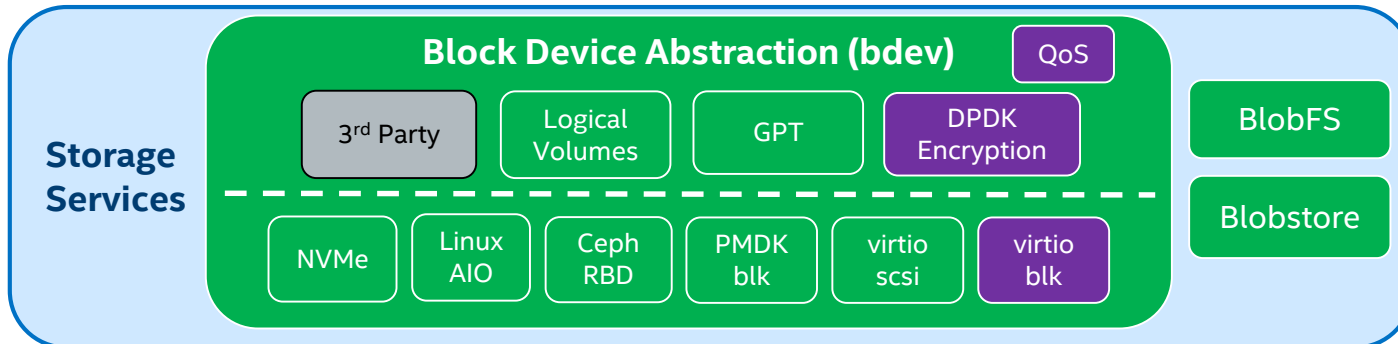 Block Device Abstraction (bdev)
QoS
3rd Party
Logical
Volumes
GPT
DPDK
Encryption
BlobFS
Storage
Services
Blobstore
NVMe
Linux
AIO
Ceph
RBD
PMDK
blk
virtio
scsi
virtio
blk